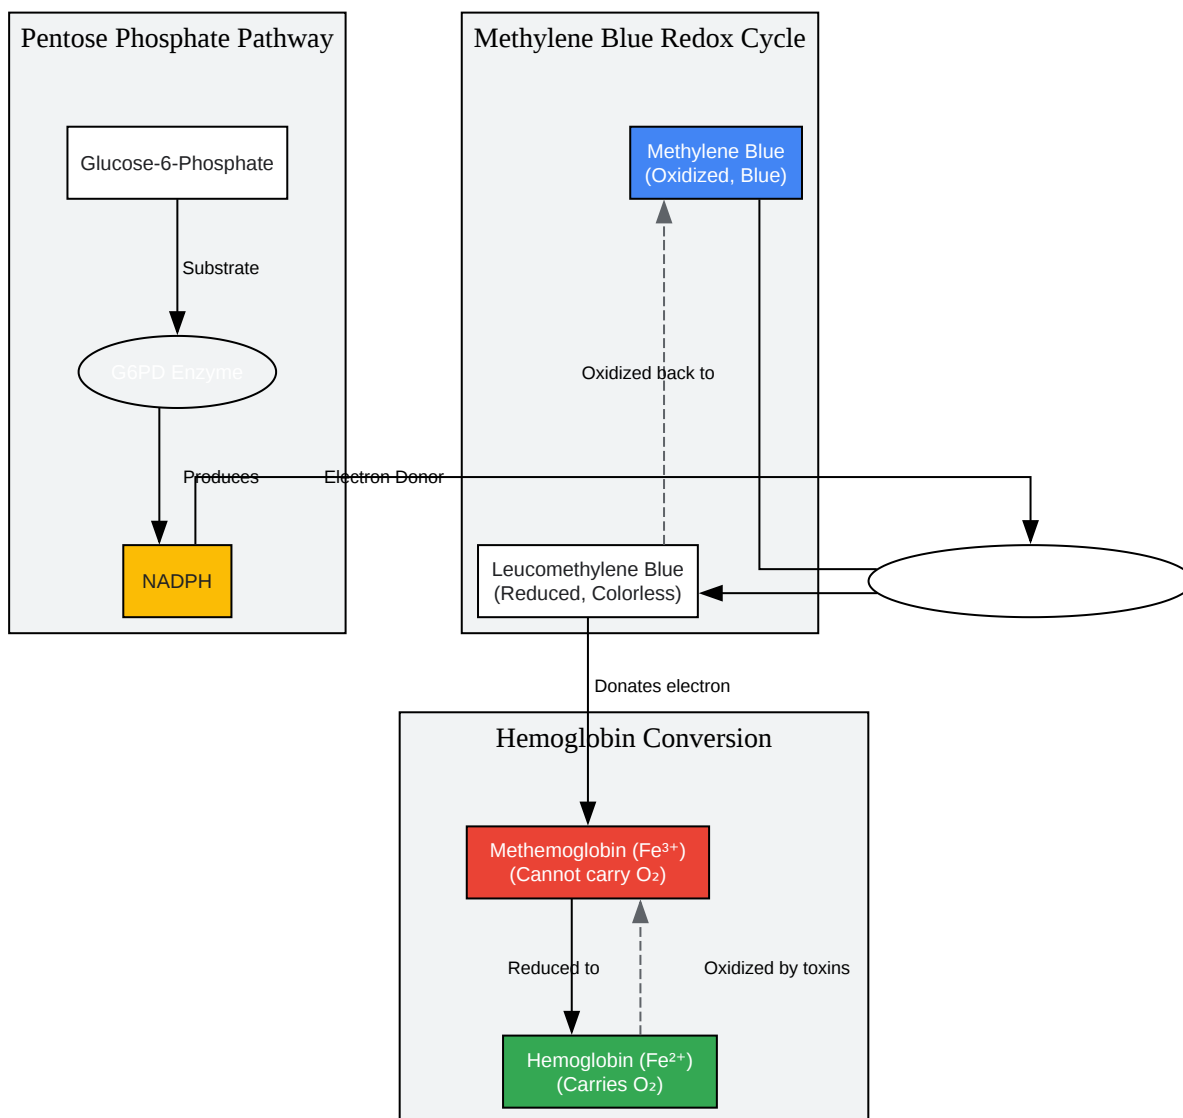 Pentose Phosphate Pathway
Methylene Blue Redox Cycle
Glucose-6-Phosphate
Methylene Blue
(Oxidized, Blue)
Substrate
G6PD Enzyme
Oxidized back to
Produces
Electron Donor
NADPH
Leucomethylene Blue
(Reduced, Colorless)
Donates electron
Hemoglobin Conversion
Methemoglobin (Fe³⁺)
(Cannot carry O₂)
Reduced to
Oxidized by toxins
Hemoglobin (Fe²⁺)
(Carries O₂)